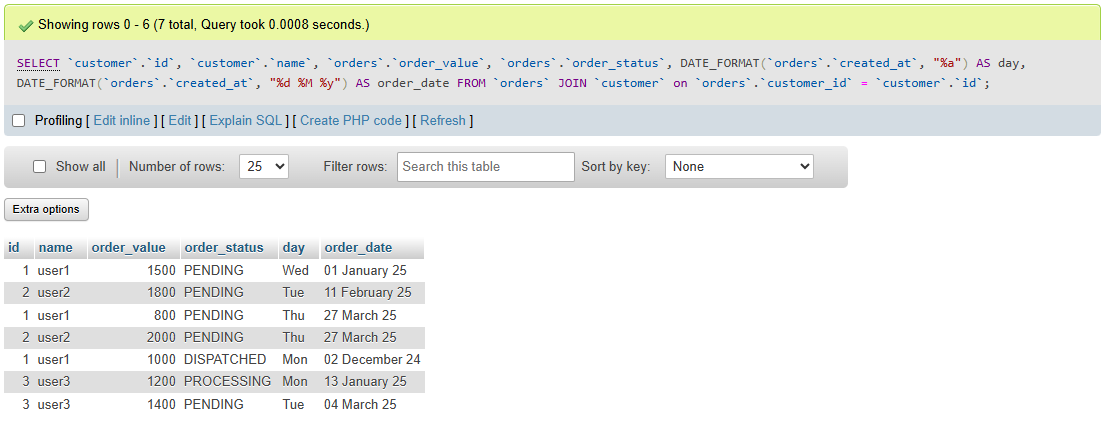 Showing rows 0 - 6 (7 total, Query took 0.0008 seconds.)
SELECT `customer`.`id`, `customer`.`name`, `orders`.`order_value`, `orders`.`order_status`, DATE_FORMAT(`orders`.`created_at`, "%a") AS day,
DATE_FORMAT(`orders`.`created_at`, "%d %M %y") AS order_date FROM `orders` JOIN `customer` on `orders`.`customer_id` = `customer`.`id`;
Profiling [ Edit inline ] [ Edit ] [ Explain SQL ] [ Create PHP code ] [ Refresh ]
Show all Number of rows: 25 Filter rows: Search this table Sort by key: None
Extra options
id name order_value order_status day order_date
1 user1 1500 PENDING Wed 01 January 25
2 user2 1800 PENDING Tue 11 February 25
1 user1 800 PENDING Thu 27 March 25
2 user2 2000 PENDING Thu 27 March 25
1 user1 1000 DISPATCHED Mon 02 December 24
3 user3 1200 PROCESSING Mon 13 January 25
3 user3 1400 PENDING Tue 04 March 25